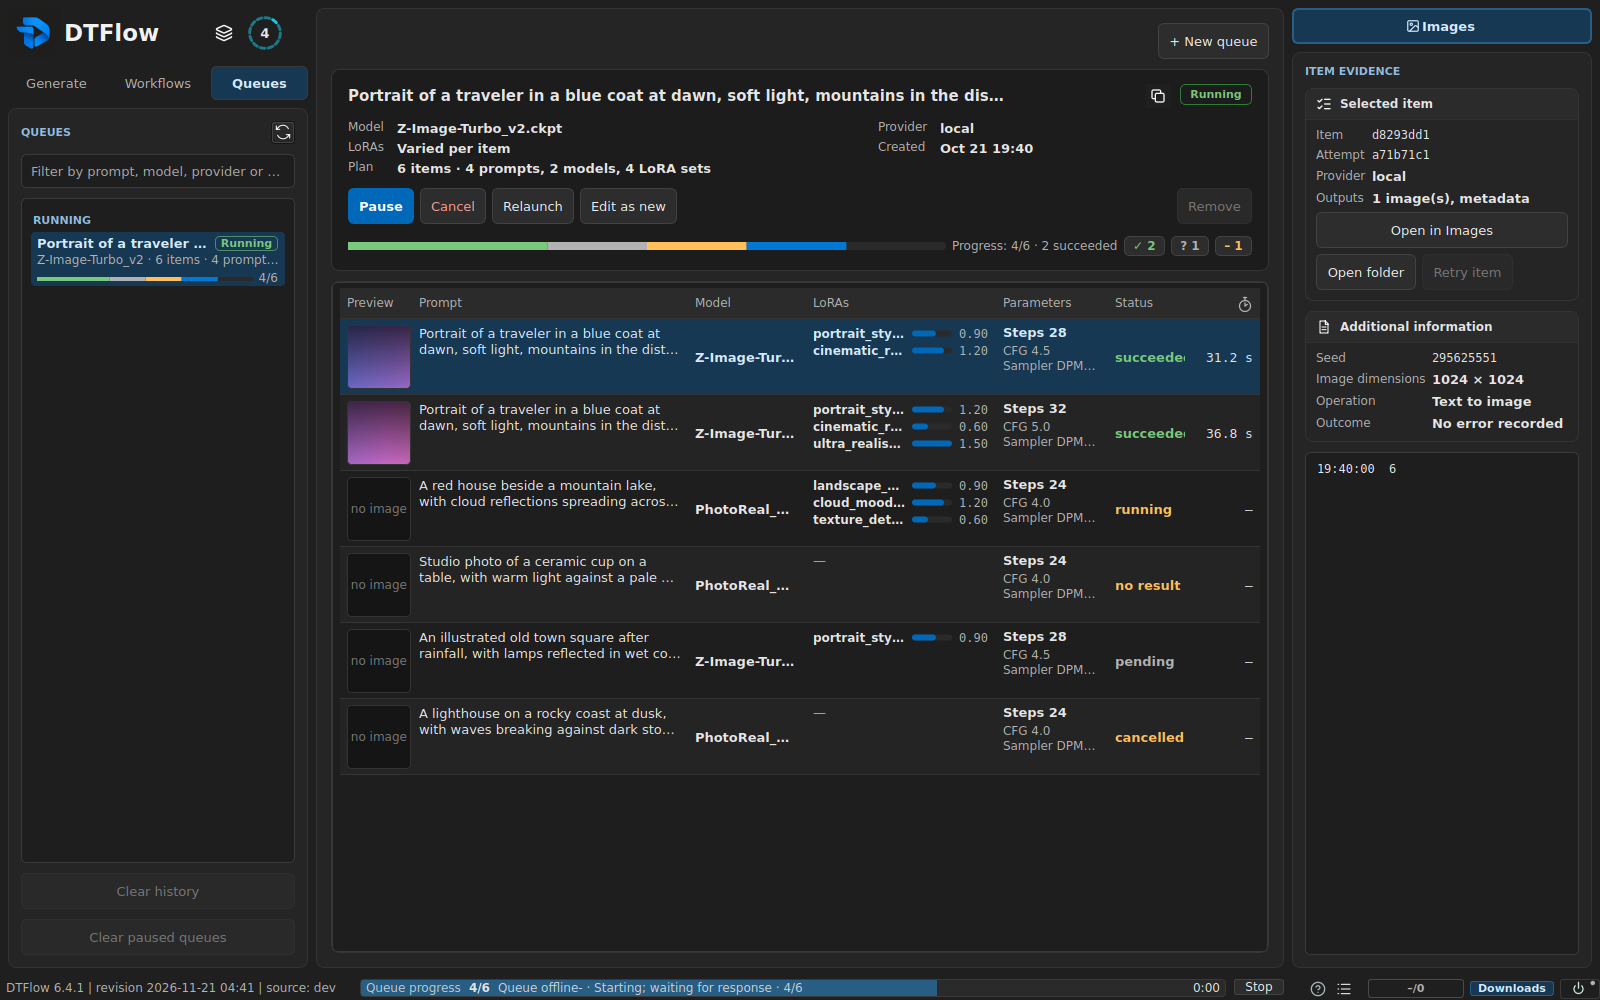 DTFlow
4
Generate
Workflows
Queues
QUEUES
Filter by prompt, model, provider or …
RUNNING
Portrait of a traveler …
Running
Z-Image-Turbo_v2 · 6 items · 4 prompt…
4/6
Clear history
Clear paused queues
+ New queue
Portrait of a traveler in a blue coat at dawn, soft light, mountains in the dis…
Running
Model Z-Image-Turbo_v2.ckpt
Provider local
LoRAs Varied per item
Created Oct 21 19:40
Plan 6 items · 4 prompts, 2 models, 4 LoRA sets
Pause
Cancel
Relaunch
Edit as new
Remove
Progress: 4/6 · 2 succeeded
✓ 2
? 1
– 1
Preview
Prompt
Model
LoRAs
Parameters
Status
Portrait of a traveler in a blue coat at
dawn, soft light, mountains in the dist…
Z-Image-Tur…
portrait_sty… 0.90
cinematic_r… 1.20
Steps 28
CFG 4.5
Sampler DPM…
succeede
31.2 s
Portrait of a traveler in a blue coat at
dawn, soft light, mountains in the dist…
Z-Image-Tur…
portrait_sty… 1.20
cinematic_r… 0.60
ultra_realis… 1.50
Steps 32
CFG 5.0
Sampler DPM…
succeede
36.8 s
no image
A red house beside a mountain lake,
with cloud reflections spreading acros…
PhotoReal_…
landscape_… 0.90
cloud_mood… 1.20
texture_det… 0.60
Steps 24
CFG 4.0
Sampler DPM…
running
–
no image
Studio photo of a ceramic cup on a
table, with warm light against a pale …
PhotoReal_…
—
Steps 24
CFG 4.0
Sampler DPM…
no result
–
no image
An illustrated old town square after
rainfall, with lamps reflected in wet co…
Z-Image-Tur…
portrait_sty… 0.90
Steps 28
CFG 4.5
Sampler DPM…
pending
–
no image
A lighthouse on a rocky coast at dusk,
with waves breaking against dark sto…
PhotoReal_…
—
Steps 24
CFG 4.0
Sampler DPM…
cancelled
–
Images
ITEM EVIDENCE
Selected item
Item d8293dd1
Attempt a71b71c1
Provider local
Outputs 1 image(s), metadata
Open in Images
Open folder
Retry item
Additional information
Seed 295625551
Image dimensions 1024 × 1024
Operation Text to image
Outcome No error recorded
19:40:00 6
DTFlow 6.4.1 | revision 2026-11-21 04:41 | source: dev
Queue progress 4/6 Queue offline- · Starting; waiting for response · 4/6
0:00
Stop
–/0
Downloads